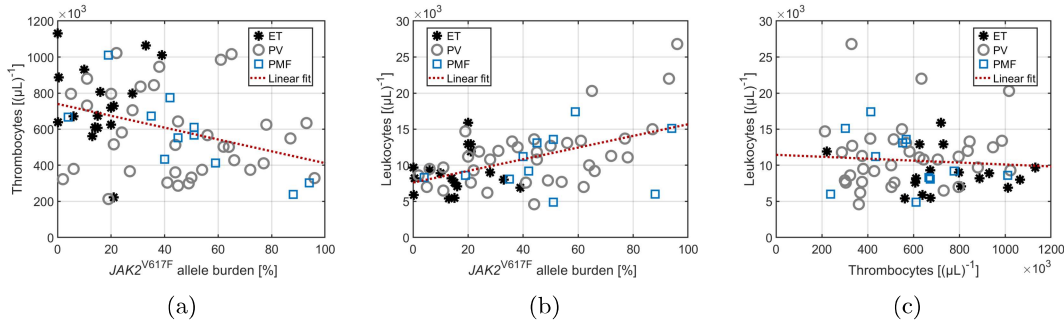 ×10³
1200
1000
800
600
400
200
0
Thrombocytes [(μL)⁻¹]
0 20 40 60 80 100
JAK2ⱽ⁶¹⁷ꟳ allele burden [%]
ET
PV
PMF
Linear fit
(a)
×10³
30
25
20
15
10
5
0
Leukocytes [(μL)⁻¹]
0 20 40 60 80 100
JAK2ⱽ⁶¹⁷ꟳ allele burden [%]
ET
PV
PMF
Linear fit
(b)
×10³
30
25
20
15
10
5
0
Leukocytes [(μL)⁻¹]
0 200 400 600 800 1000 1200
Thrombocytes [(μL)⁻¹] ×10³
ET
PV
PMF
Linear fit
(c)